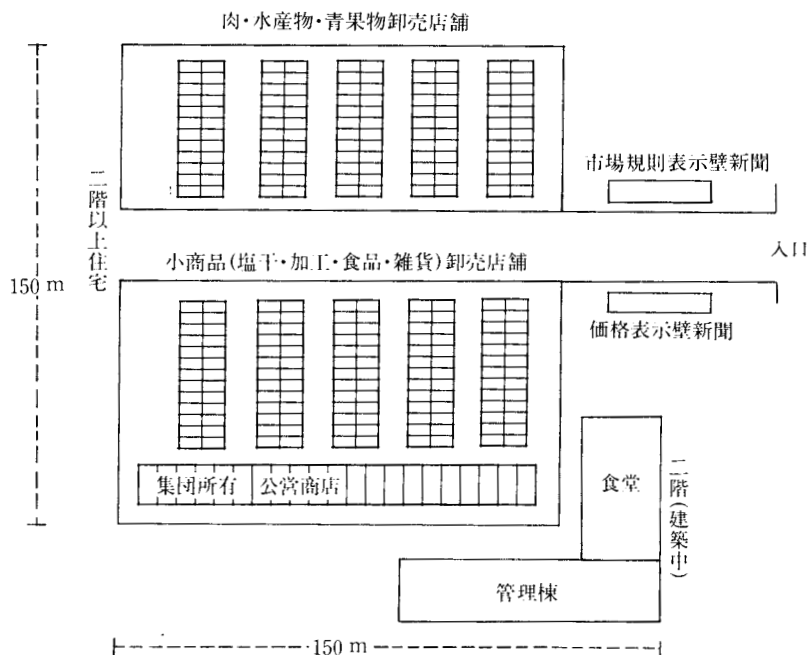 肉・水産物・青果物卸売店舗
市場規則表示壁新聞
二階以上住宅
入口
小商品(塩干・加工・食品・雑貨)卸売店舗
150 m
価格表示壁新聞
集団所有
公営商店
食堂
二階(建築中)
管理棟
150 m